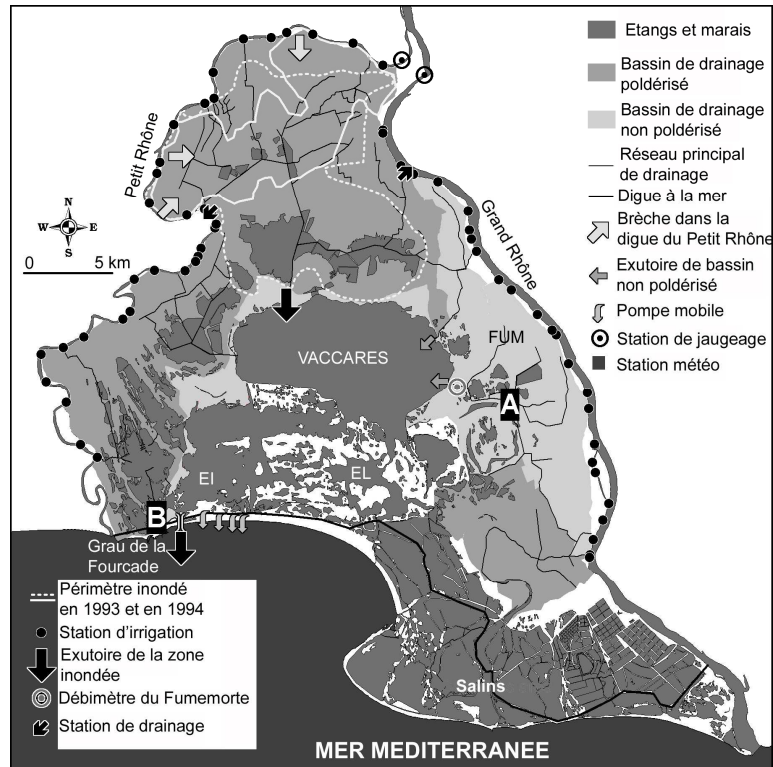 Etangs et marais
Bassin de drainage
poldérisé
Bassin de drainage
non poldérisé
Réseau principal
de drainage
Digue à la mer
Brèche dans la
digue du Petit Rhône
Exutoire de bassin
non poldérisé
Pompe mobile
Station de jaugeage
Station météo
Petit Rhône
N
W
E
S
0
5 km
Grand Rhône
FUM
VACCARES
A
EI
EL
B
Grau de la
Fourcade
Périmètre inondé
en 1993 et en 1994
Station d'irrigation
Exutoire de la zone
inondée
Débimètre du Fumemorte
Station de drainage
Salins
MER MEDITERRANEE